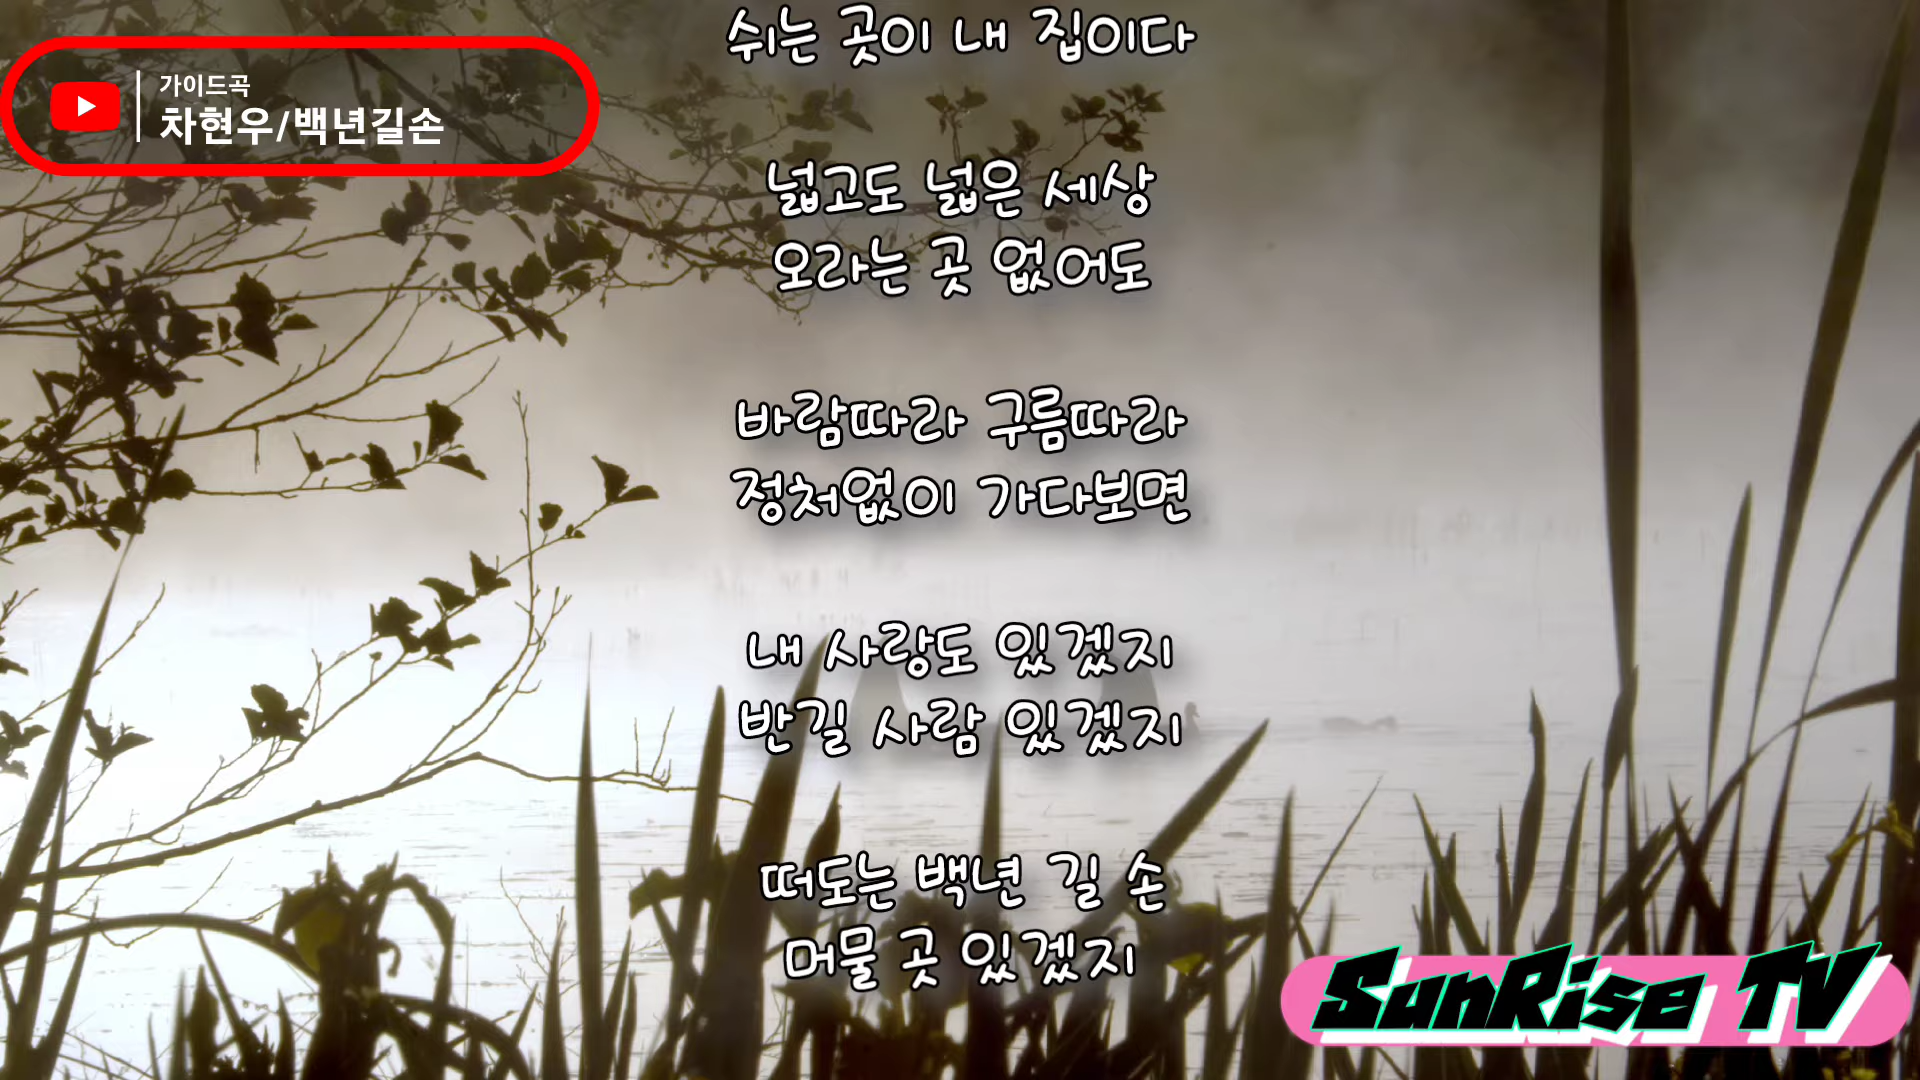 쉬는 곳이 내 집이다
가이드곡
차현우/백년길손
넓고도 넓은 세상
오라는 곳 없어도
바람따라 구름따라
정처없이 가다보면
내 사랑도 있겠지
반길 사람 있겠지
떠도는 백년 길 손
머물 곳 있겠지
SunRise TV